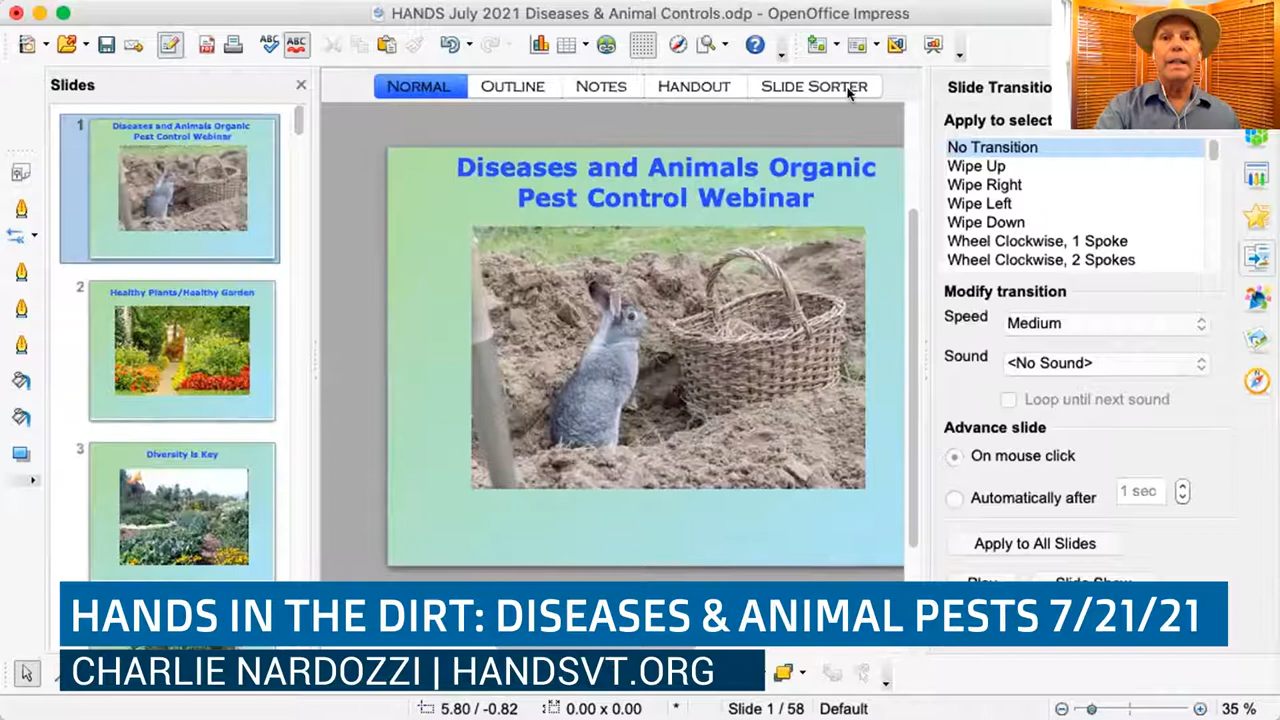 HANDS July 2021 Diseases & Animal Controls.odp - OpenOffice Impress
ABC
ABC
Slides
NORMAL
OUTLINE
NOTES
HANDOUT
SLIDE SORTER
Slide Transitio
Apply to select
1
Diseases and Animals Organic
Pest Control Webinar
2
Healthy Plants/Healthy Garden
3
Diversity is Key
Diseases and Animals Organic
Pest Control Webinar
No Transition
Wipe Up
Wipe Right
Wipe Left
Wipe Down
Wheel Clockwise, 1 Spoke
Wheel Clockwise, 2 Spokes
Modify transition
Speed
Medium
Sound
<No Sound>
Loop until next sound
Advance slide
On mouse click
Automatically after
1 sec
Apply to All Slides
Play
Slide Show
HANDS IN THE DIRT: DISEASES & ANIMAL PESTS 7/21/21
CHARLIE NARDOZZI | HANDSVT.ORG
5.80 / -0.82
0.00 x 0.00
*
Slide 1 / 58
Default
35 %